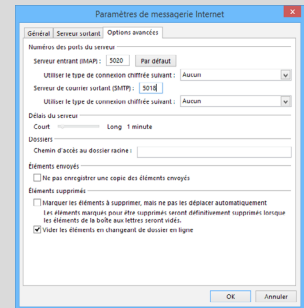 Paramètres de messagerie Internet
Général Serveur sortant Options avancées
Numéros des ports du serveur
Serveur entrant (IMAP) : 5020 Par défaut
Utiliser le type de connexion chiffrée suivant : Aucun
Serveur de courrier sortant (SMTP) : 5018
Utiliser le type de connexion chiffrée suivant : Aucun
Délais du serveur
Court Long 1 minute
Dossiers
Chemin d'accès au dossier racine :
Éléments envoyés
Ne pas enregistrer une copie des éléments envoyés
Éléments supprimés
Marquer les éléments à supprimer, mais ne pas les déplacer automatiquement
Les éléments marqués pour être supprimés seront définitivement supprimés lorsque
les éléments de la boîte aux lettres seront vidés.
Vider les éléments en changeant de dossier en ligne
OK Annuler